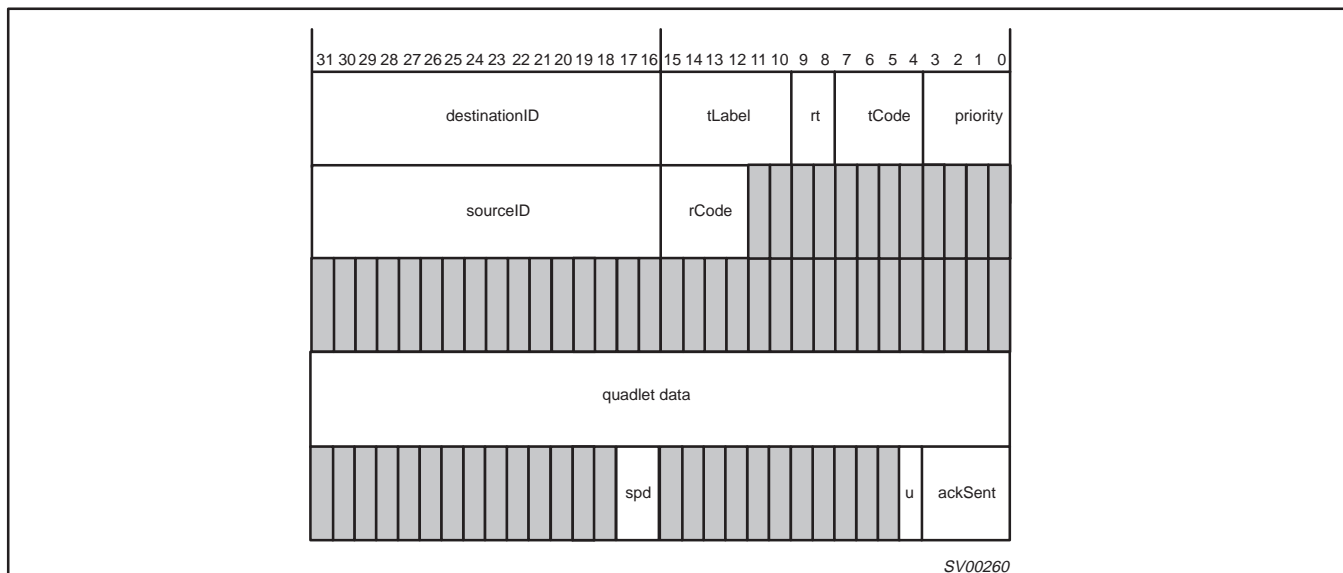 31 30 29 28 27 26 25 24 23 22 21 20 19 18 17 16 15 14 13 12 11 10 9 8 7 6 5 4 3 2 1 0
destinationID tLabel rt tCode priority
sourceID rCode
quadlet data
spd u ackSent
SV00260